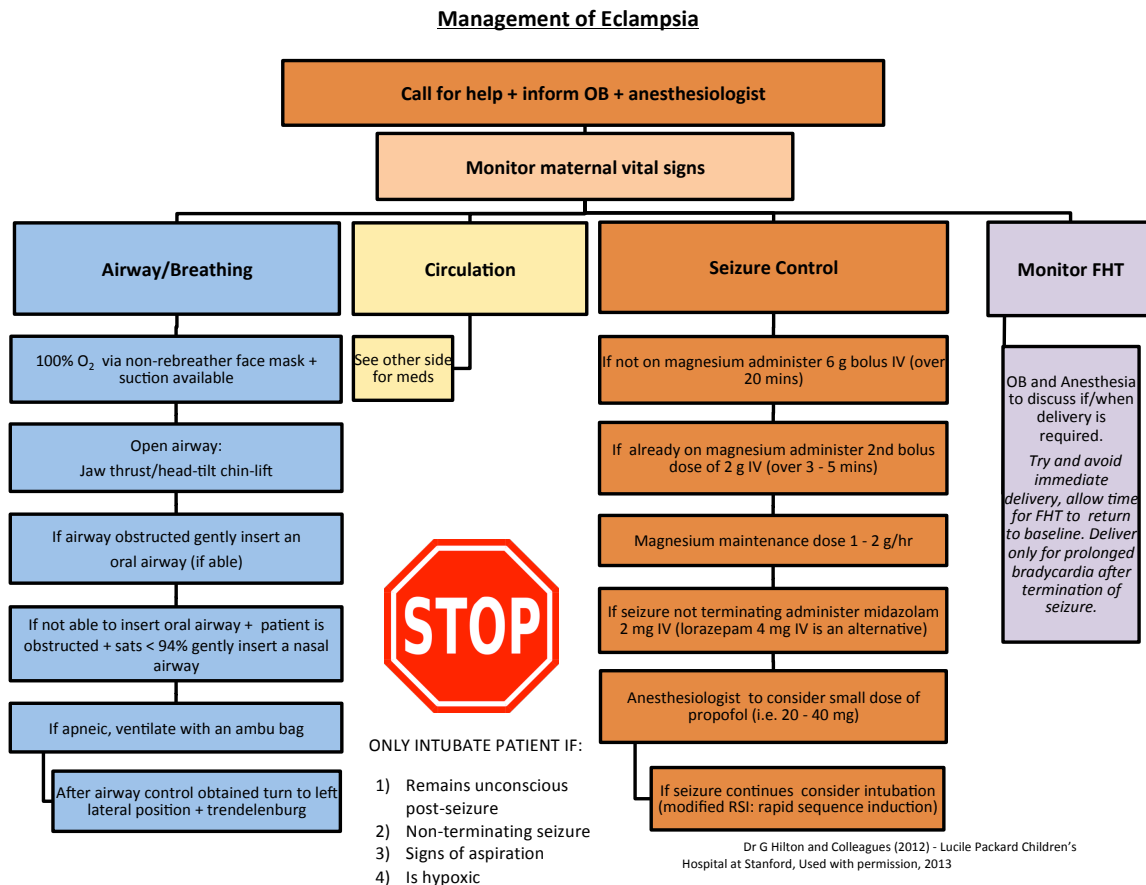 Management of Eclampsia
Call for help + inform OB + anesthesiologist
Monitor maternal vital signs
Airway/Breathing
100% O₂ via non-rebreather face mask +
suction available
Open airway:
Jaw thrust/head-tilt chin-lift
If airway obstructed gently insert an
oral airway (if able)
If not able to insert oral airway + patient is
obstructed + sats < 94% gently insert a nasal
airway
If apneic, ventilate with an ambu bag
After airway control obtained turn to left
lateral position + trendelenburg
Circulation
See other side
for meds
STOP
ONLY INTUBATE PATIENT IF:
1) Remains unconscious
post-seizure
2) Non-terminating seizure
3) Signs of aspiration
4) Is hypoxic
Seizure Control
If not on magnesium administer 6 g bolus IV (over
20 mins)
If already on magnesium administer 2nd bolus
dose of 2 g IV (over 3 - 5 mins)
Magnesium maintenance dose 1 - 2 g/hr
If seizure not terminating administer midazolam
2 mg IV (lorazepam 4 mg IV is an alternative)
Anesthesiologist to consider small dose of
propofol (i.e. 20 - 40 mg)
If seizure continues consider intubation
(modified RSI: rapid sequence induction)
Monitor FHT
OB and Anesthesia
to discuss if/when
delivery is
required.
Try and avoid
immediate
delivery, allow time
for FHT to return
to baseline. Deliver
only for prolonged
bradycardia after
termination of
seizure.
Dr G Hilton and Colleagues (2012) - Lucile Packard Children's
Hospital at Stanford, Used with permission, 2013